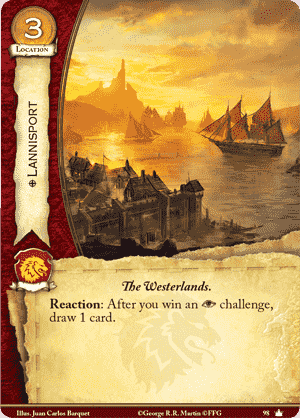 3
LOCATION
LANNISPORT
The Westerlands.
Reaction: After you win an challenge,
draw 1 card.
Illus. Juan Carlos Barquet
©George R.R. Martin ©FFG
98